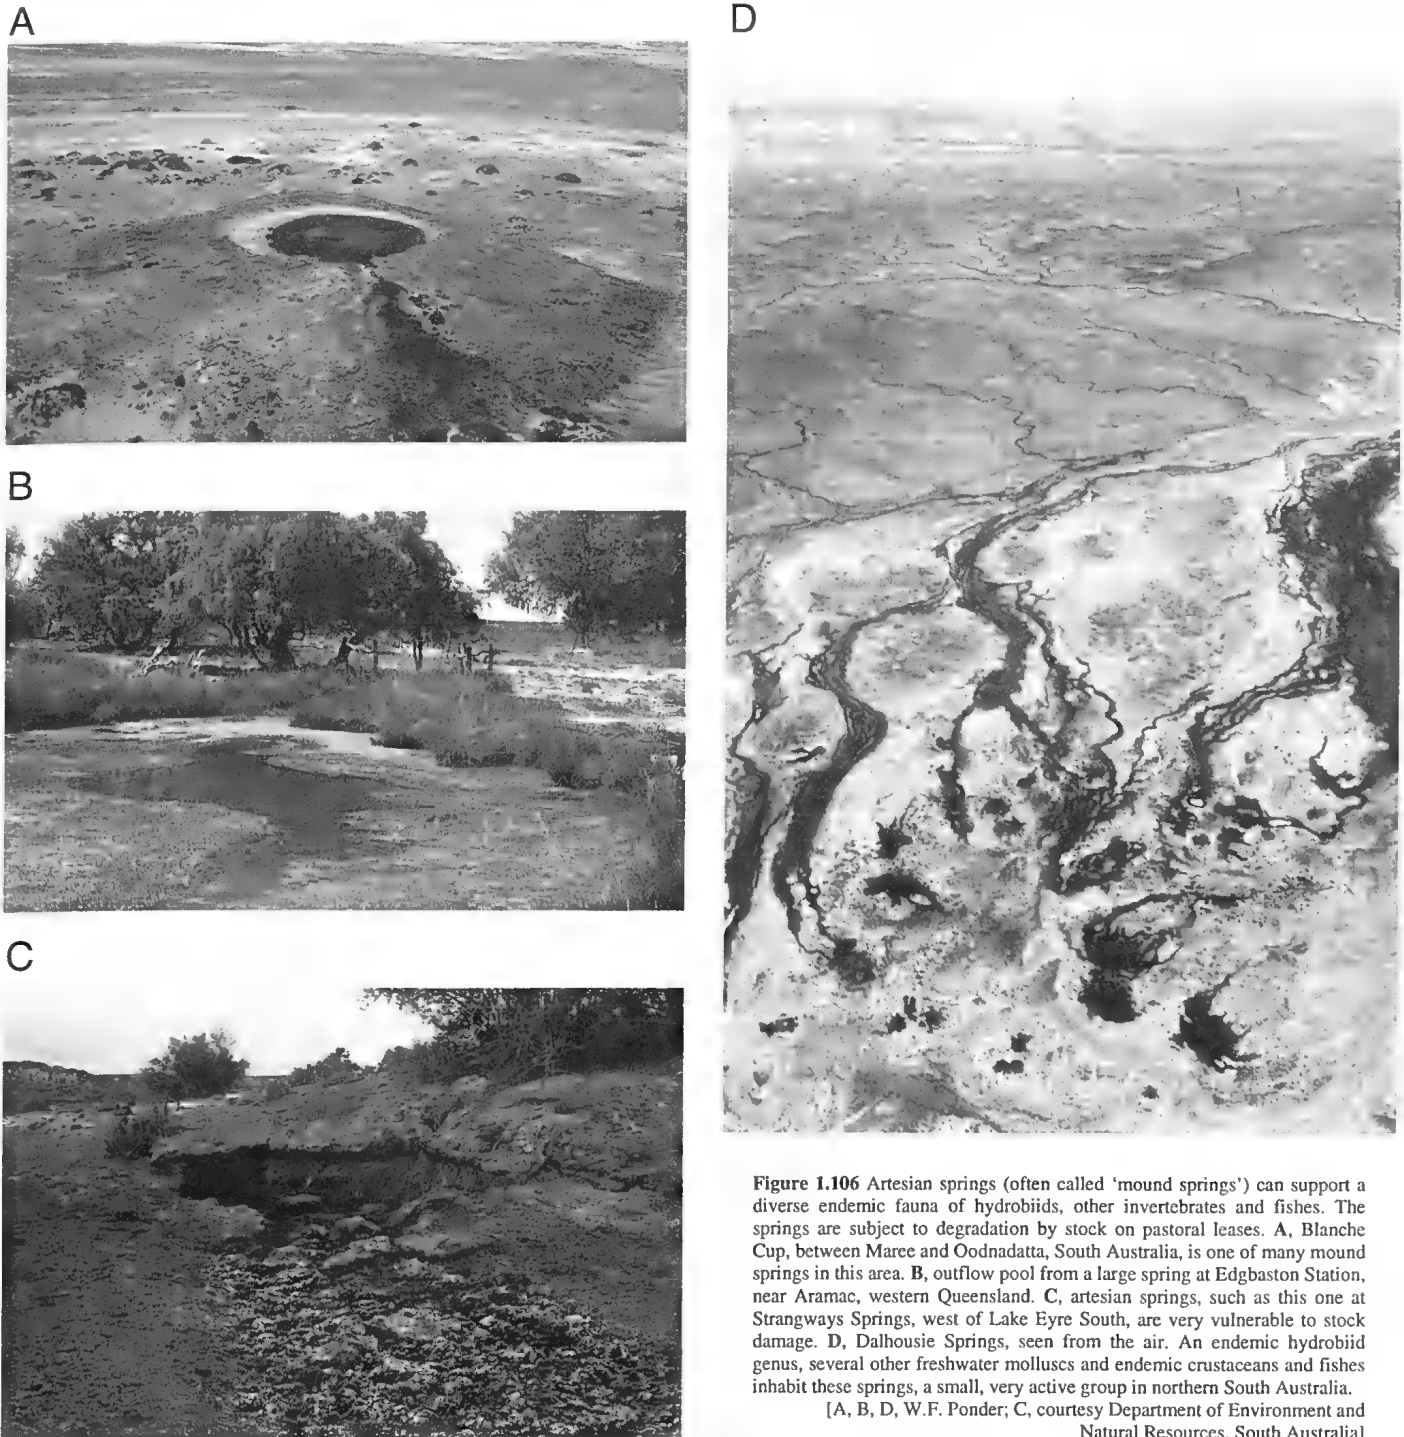 A
D
B
C
Figure 1.106 Artesian springs (often called ‘mound springs’) can support a
diverse endemic fauna of hydrobiids, other invertebrates and fishes. The
springs are subject to degradation by stock on pastoral leases. A, Blanche
Cup, between Maree and Oodnadatta, South Australia, is one of many mound
springs in this area. B, outflow pool from a large spring at Edgbaston Station,
near Aramac, western Queensland. C, artesian springs, such as this one at
Strangways Springs, west of Lake Eyre South, are very vulnerable to stock
damage. D, Dalhousie Springs, seen from the air. An endemic hydrobiid
genus, several other freshwater molluscs and endemic crustaceans and fishes
inhabit these springs, a small, very active group in northern South Australia.
[A, B, D, W.F. Ponder; C, courtesy Department of Environment and
Natural Resources, South Australia]